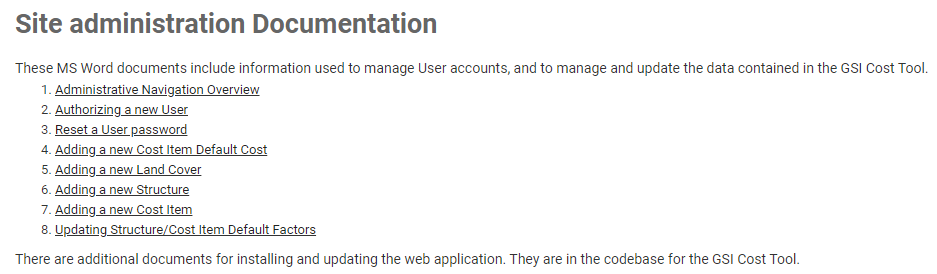 Site administration Documentation
These MS Word documents include information used to manage User accounts, and to manage and update the data contained in the GSI Cost Tool.
1. Administrative Navigation Overview
2. Authorizing a new User
3. Reset a User password
4. Adding a new Cost Item Default Cost
5. Adding a new Land Cover
6. Adding a new Structure
7. Adding a new Cost Item
8. Updating Structure/Cost Item Default Factors
There are additional documents for installing and updating the web application. They are in the codebase for the GSI Cost Tool.